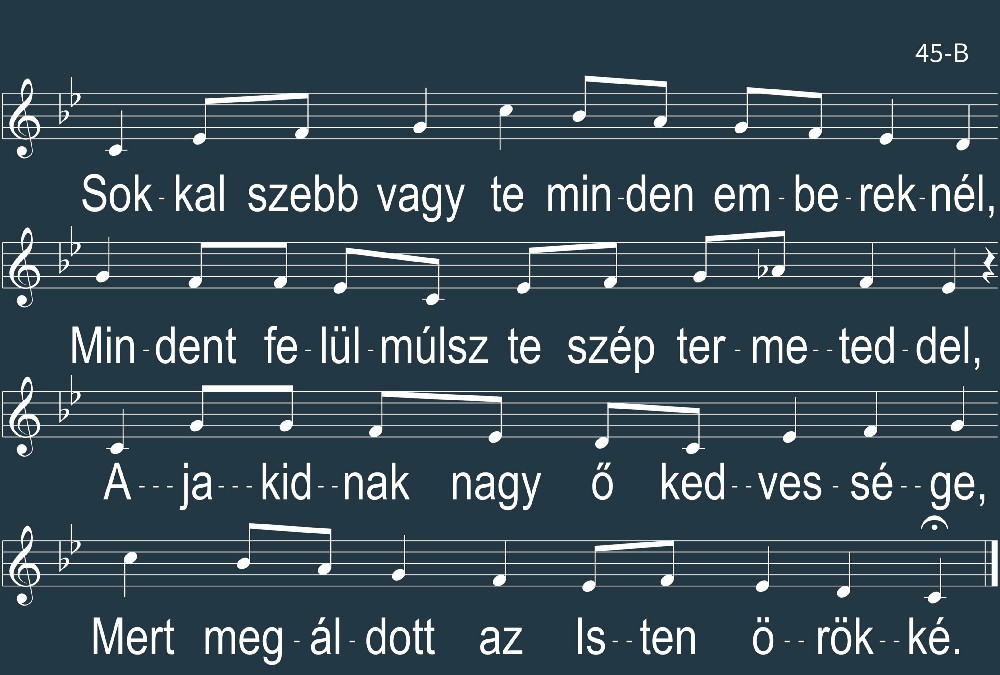 45-B
Sok-kal szebb vagy te min-den em-be-rek-nél,
Min-dent fe-lül-múlsz te szép ter-me--ted-del,
A---ja---kid--nak nagy ő ked--ves-sé--ge,
Mert meg-ál-dott az Is--ten ö--rök--ké.